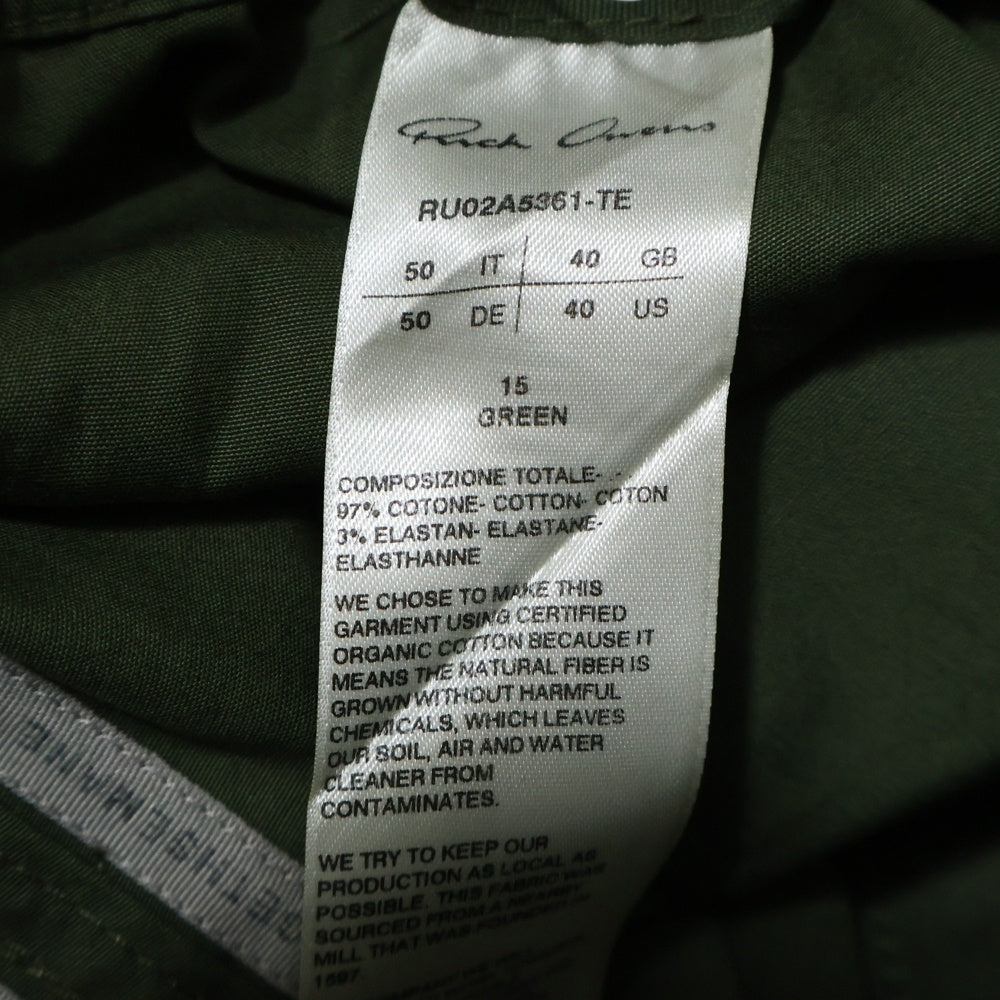 Rick Owens
RU02A5361-TE
50 IT 40 GB
50 DE 40 US
15
GREEN
COMPOSIZIONE TOTALE-
97% COTONE- COTTON- COTON
3% ELASTAN- ELASTANE-
ELASTHANNE
WE CHOSE TO MAKE THIS
GARMENT USING CERTIFIED
ORGANIC COTTON BECAUSE IT
MEANS THE NATURAL FIBER IS
GROWN WITHOUT HARMFUL
CHEMICALS, WHICH LEAVES
OUR SOIL, AIR AND WATER
CLEANER FROM
CONTAMINATES.
WE TRY TO KEEP OUR
PRODUCTION AS LOCAL AS
POSSIBLE, THIS FABRIC WAS
SOURCED FROM A NEARBY
MILL THAT WAS FOUNDED IN